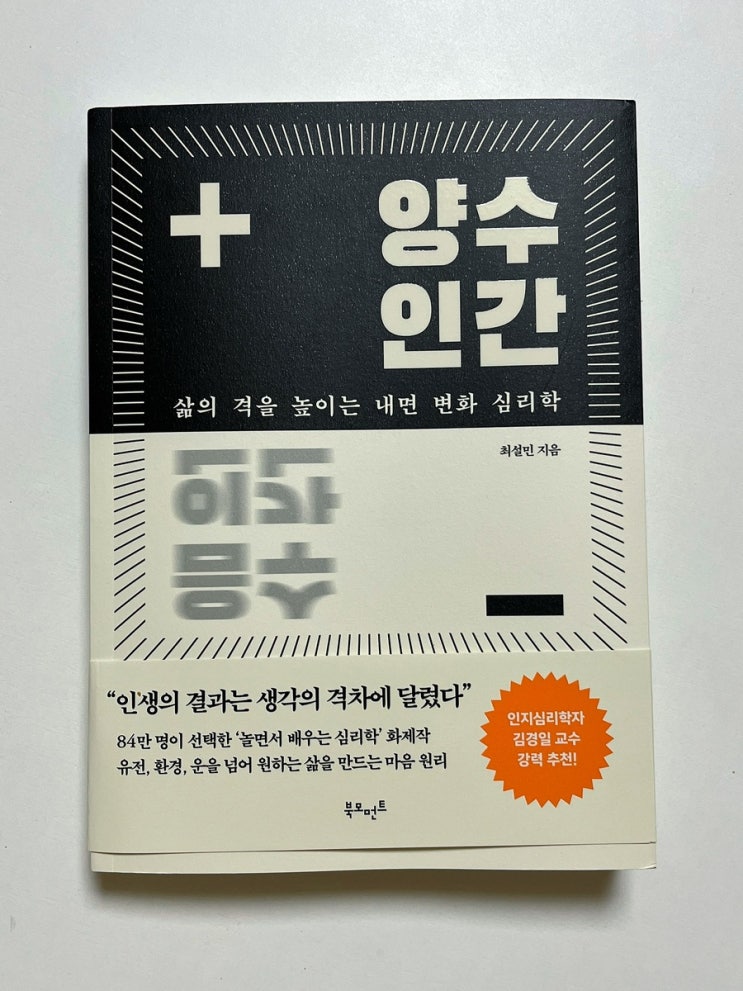 + 양수
인간
삶의 격을 높이는 내면 변화 심리학
최설민 지음
음수
인간
-
“인생의 결과는 생각의 격차에 달렸다”
84만 명이 선택한 ‘놀면서 배우는 심리학’ 화제작
유전, 환경, 운을 넘어 원하는 삶을 만드는 마음 원리
인지심리학자
김경일 교수
강력 추천!
북모먼트